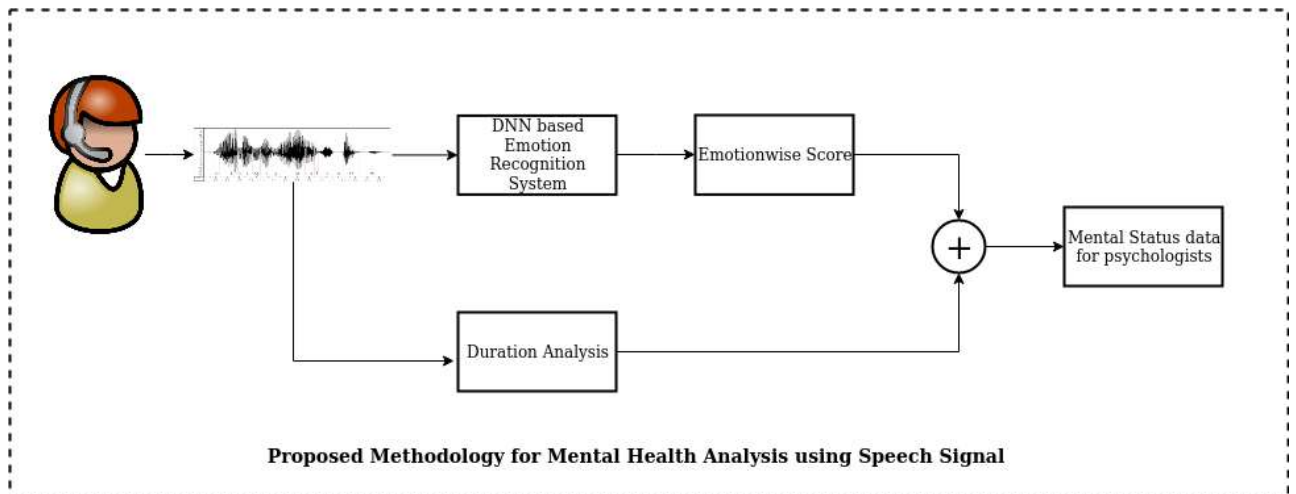 DNN based
Emotion
Recognition
System
Emotionwise Score
Mental Status data
for psychologists
Duration Analysis
+
Proposed Methodology for Mental Health Analysis using Speech Signal